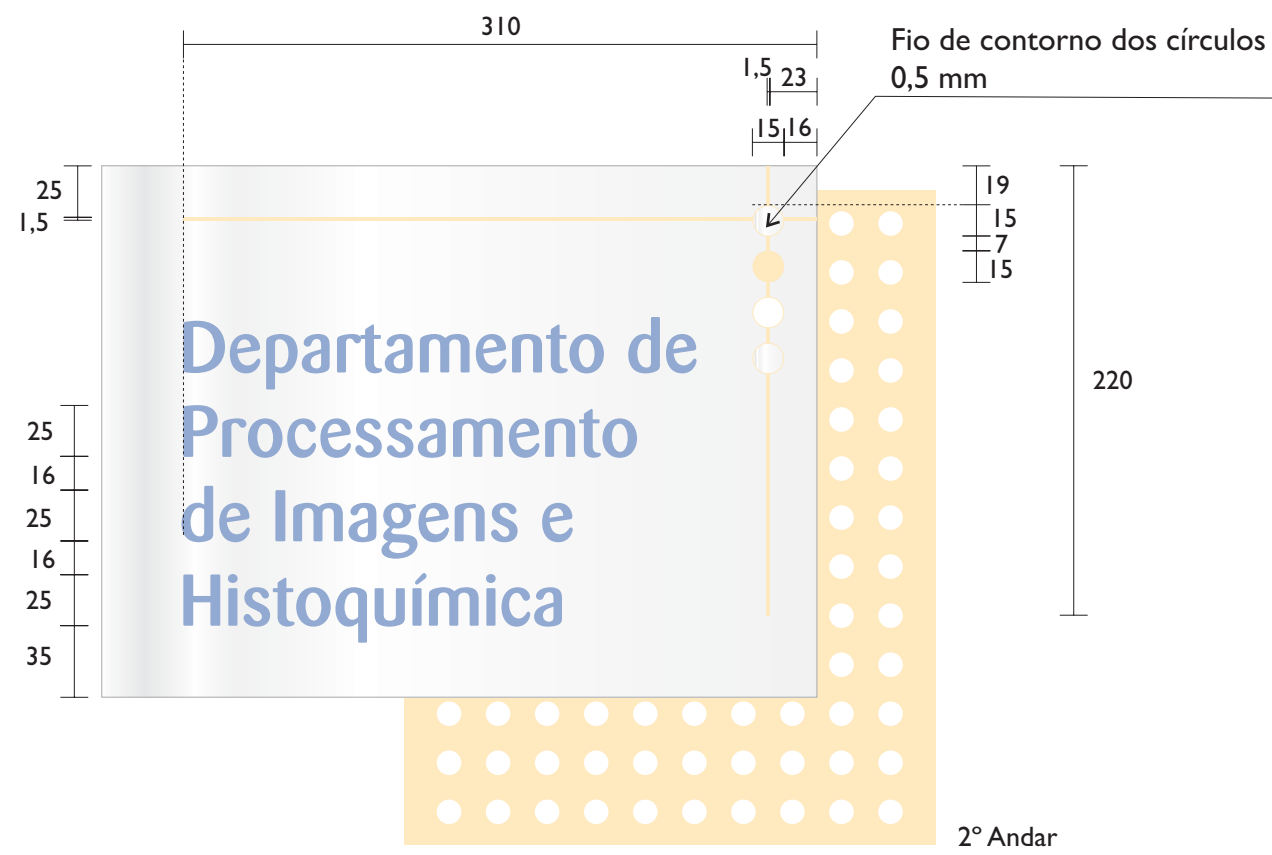 310
Fio de contorno dos círculos
0,5 mm
1,5
23
15
16
25
1,5
19
15
7
15
220
Departamento de
Processamento
de Imagens e
Histoquímica
25
16
25
16
25
35
2º Andar